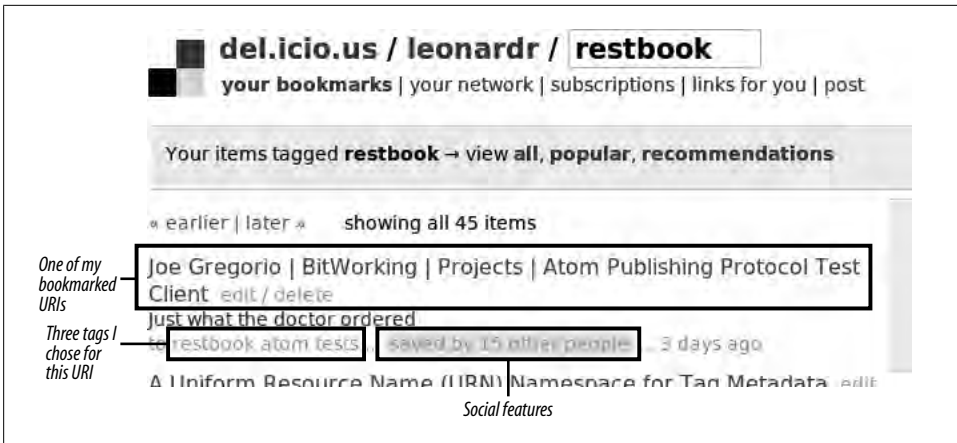 del.icio.us / leonardr / restbook
your bookmarks | your network | subscriptions | links for you | post
Your items tagged restbook → view all, popular, recommendations
« earlier | later »     showing all 45 items
One of my
bookmarked
URIs
Joe Gregorio | BitWorking | Projects | Atom Publishing Protocol Test
Client edit / delete
just what the doctor ordered
Three tags I
chose for
this URI
to restbook atom tests ... saved by 15 other people ... 3 days ago
A Uniform Resource Name (URN) Namespace for Tag Metadata edit
Social features